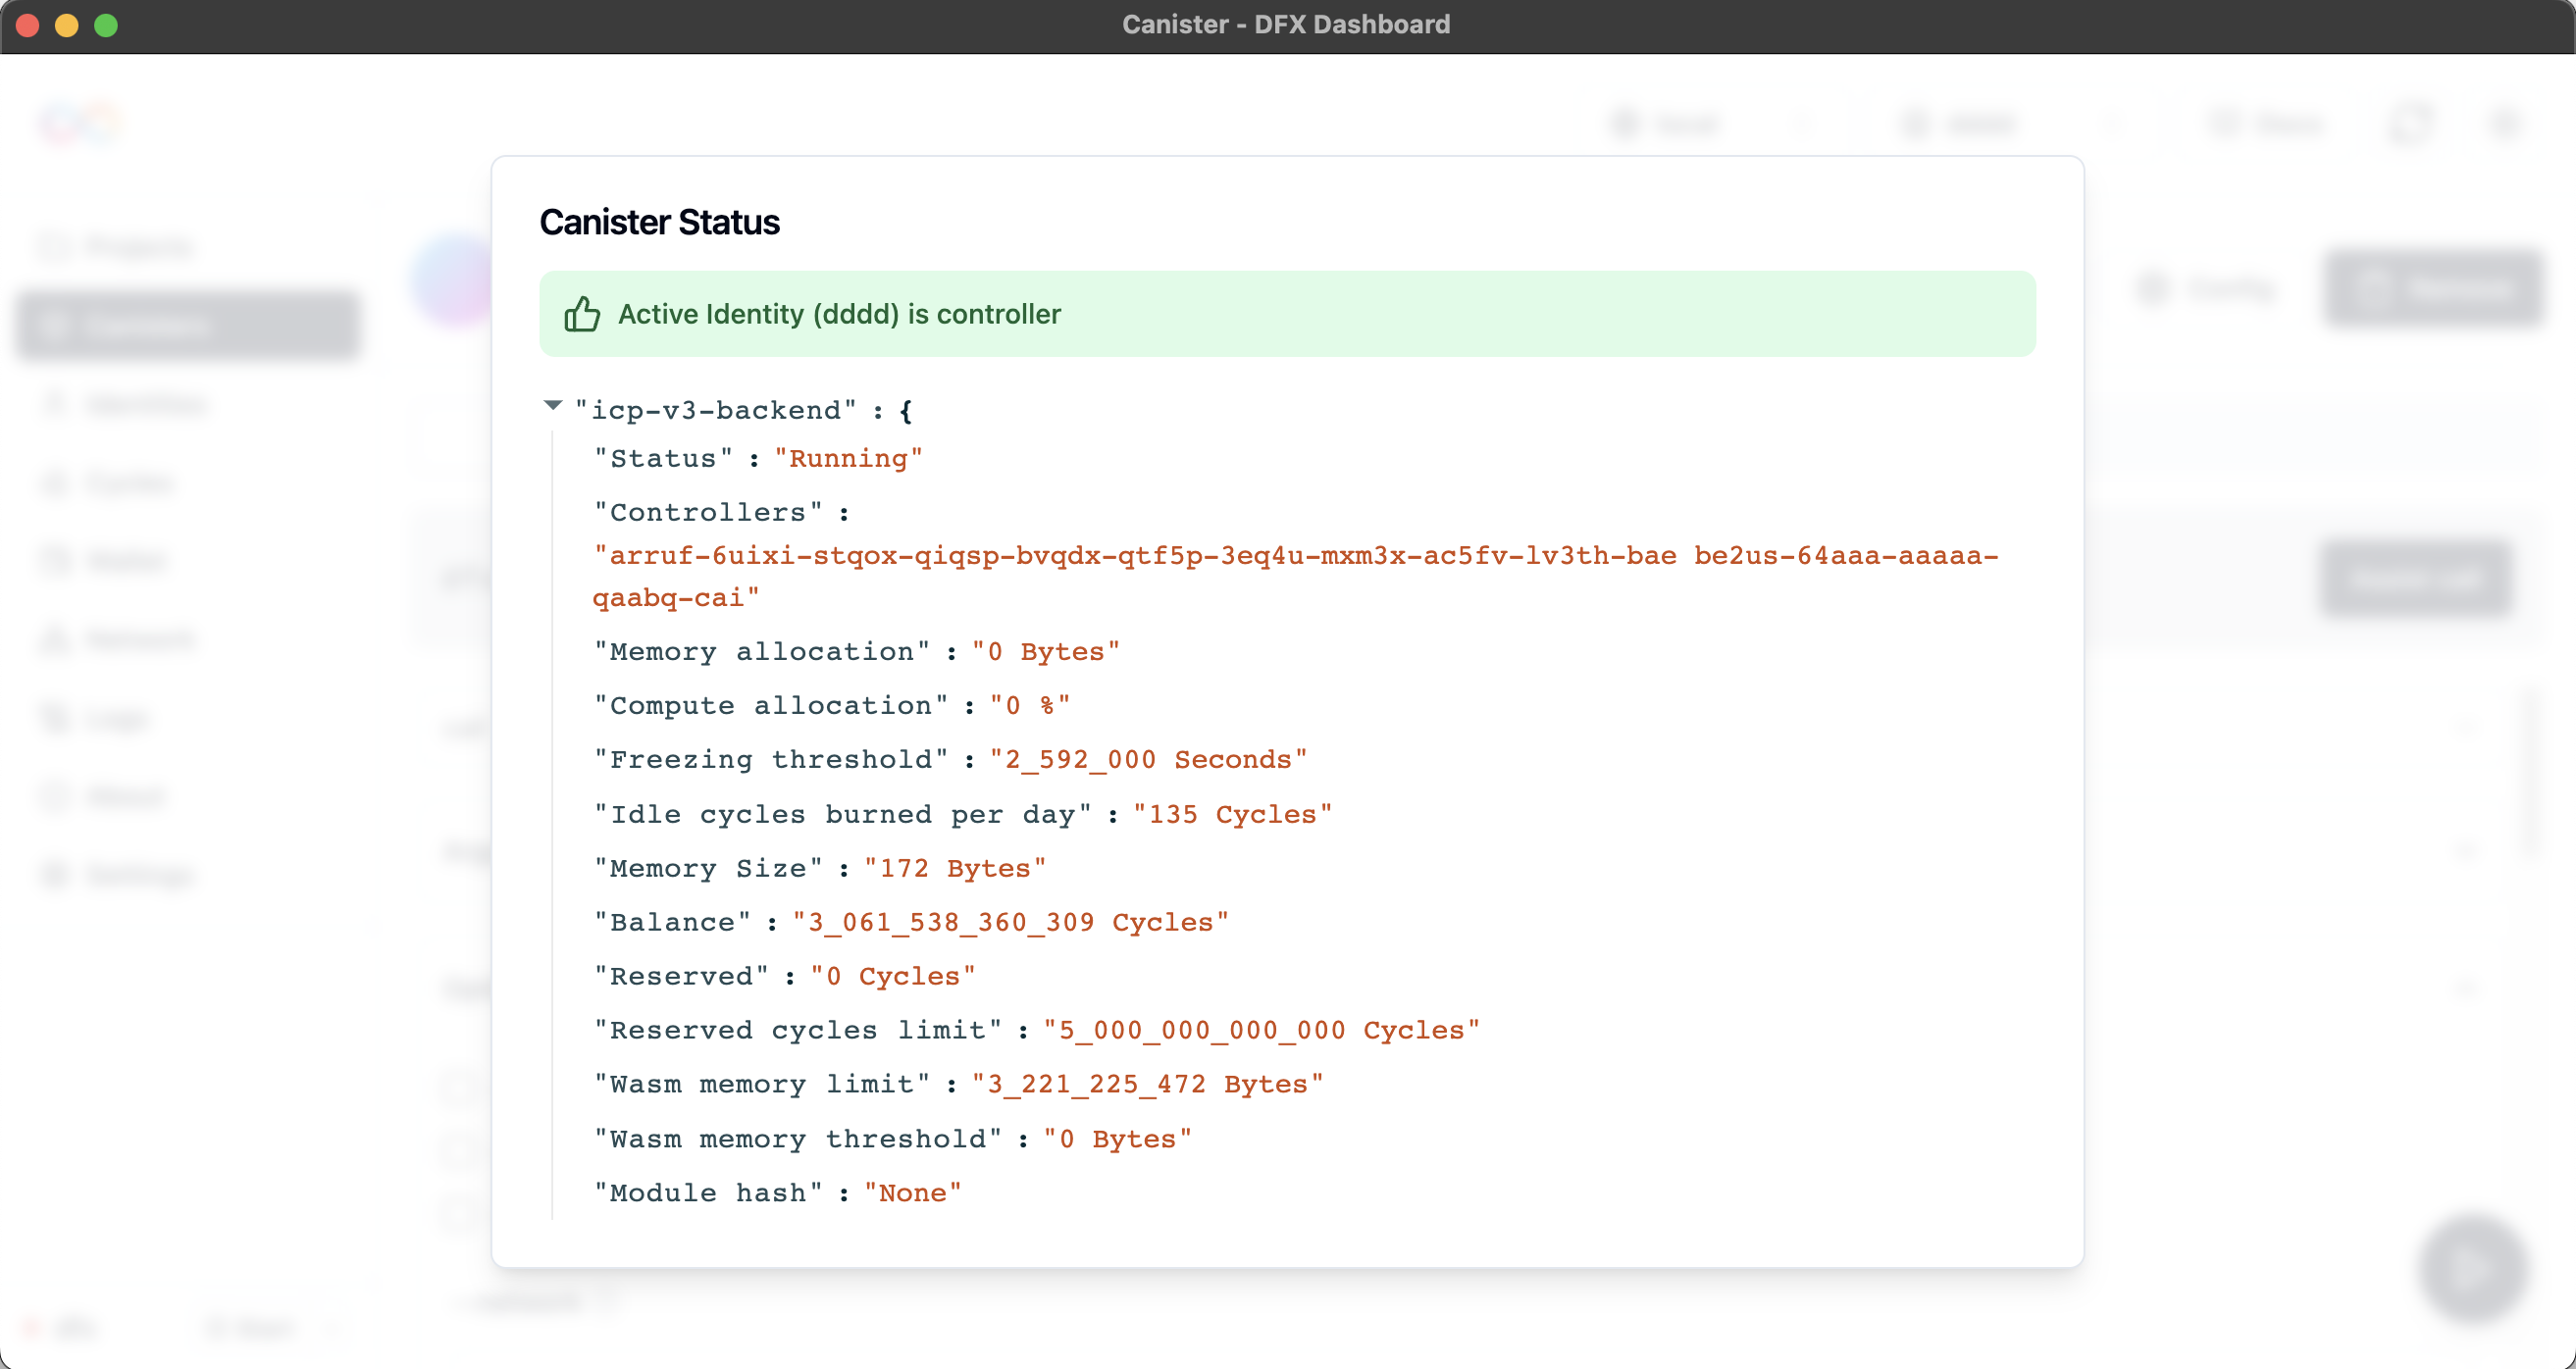 Canister - DFX Dashboard
Canister Status
Active Identity (dddd) is controller
"icp-v3-backend" : {
"Status" : "Running"
"Controllers" :
"arruf-6uixi-stqox-qiqsp-bvqdx-qtf5p-3eq4u-mxm3x-ac5fv-lv3th-bae be2us-64aaa-aaaaa-
qaabq-cai"
"Memory allocation" : "0 Bytes"
"Compute allocation" : "0 %"
"Freezing threshold" : "2_592_000 Seconds"
"Idle cycles burned per day" : "135 Cycles"
"Memory Size" : "172 Bytes"
"Balance" : "3_061_538_360_309 Cycles"
"Reserved" : "0 Cycles"
"Reserved cycles limit" : "5_000_000_000_000 Cycles"
"Wasm memory limit" : "3_221_225_472 Bytes"
"Wasm memory threshold" : "0 Bytes"
"Module hash" : "None"